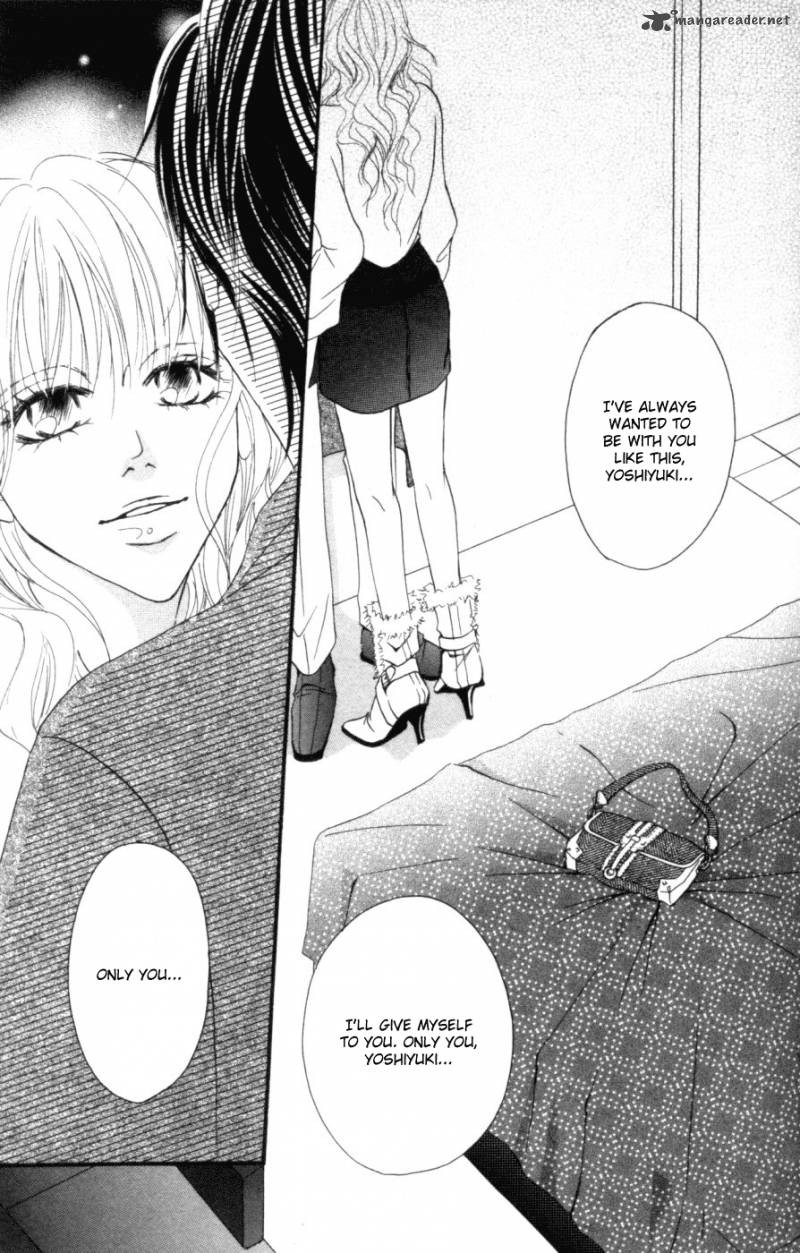 mangareader.net
I'VE ALWAYS
WANTED TO
BE WITH YOU
LIKE THIS,
YOSHIYUKI...
I'LL GIVE MYSELF
TO YOU. ONLY YOU,
YOSHIYUKI...
ONLY YOU...